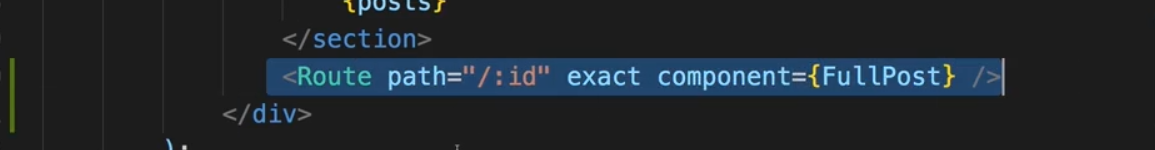 {posts}
</section>
<Route path="/:id" exact component={FullPost} />
</div>
);